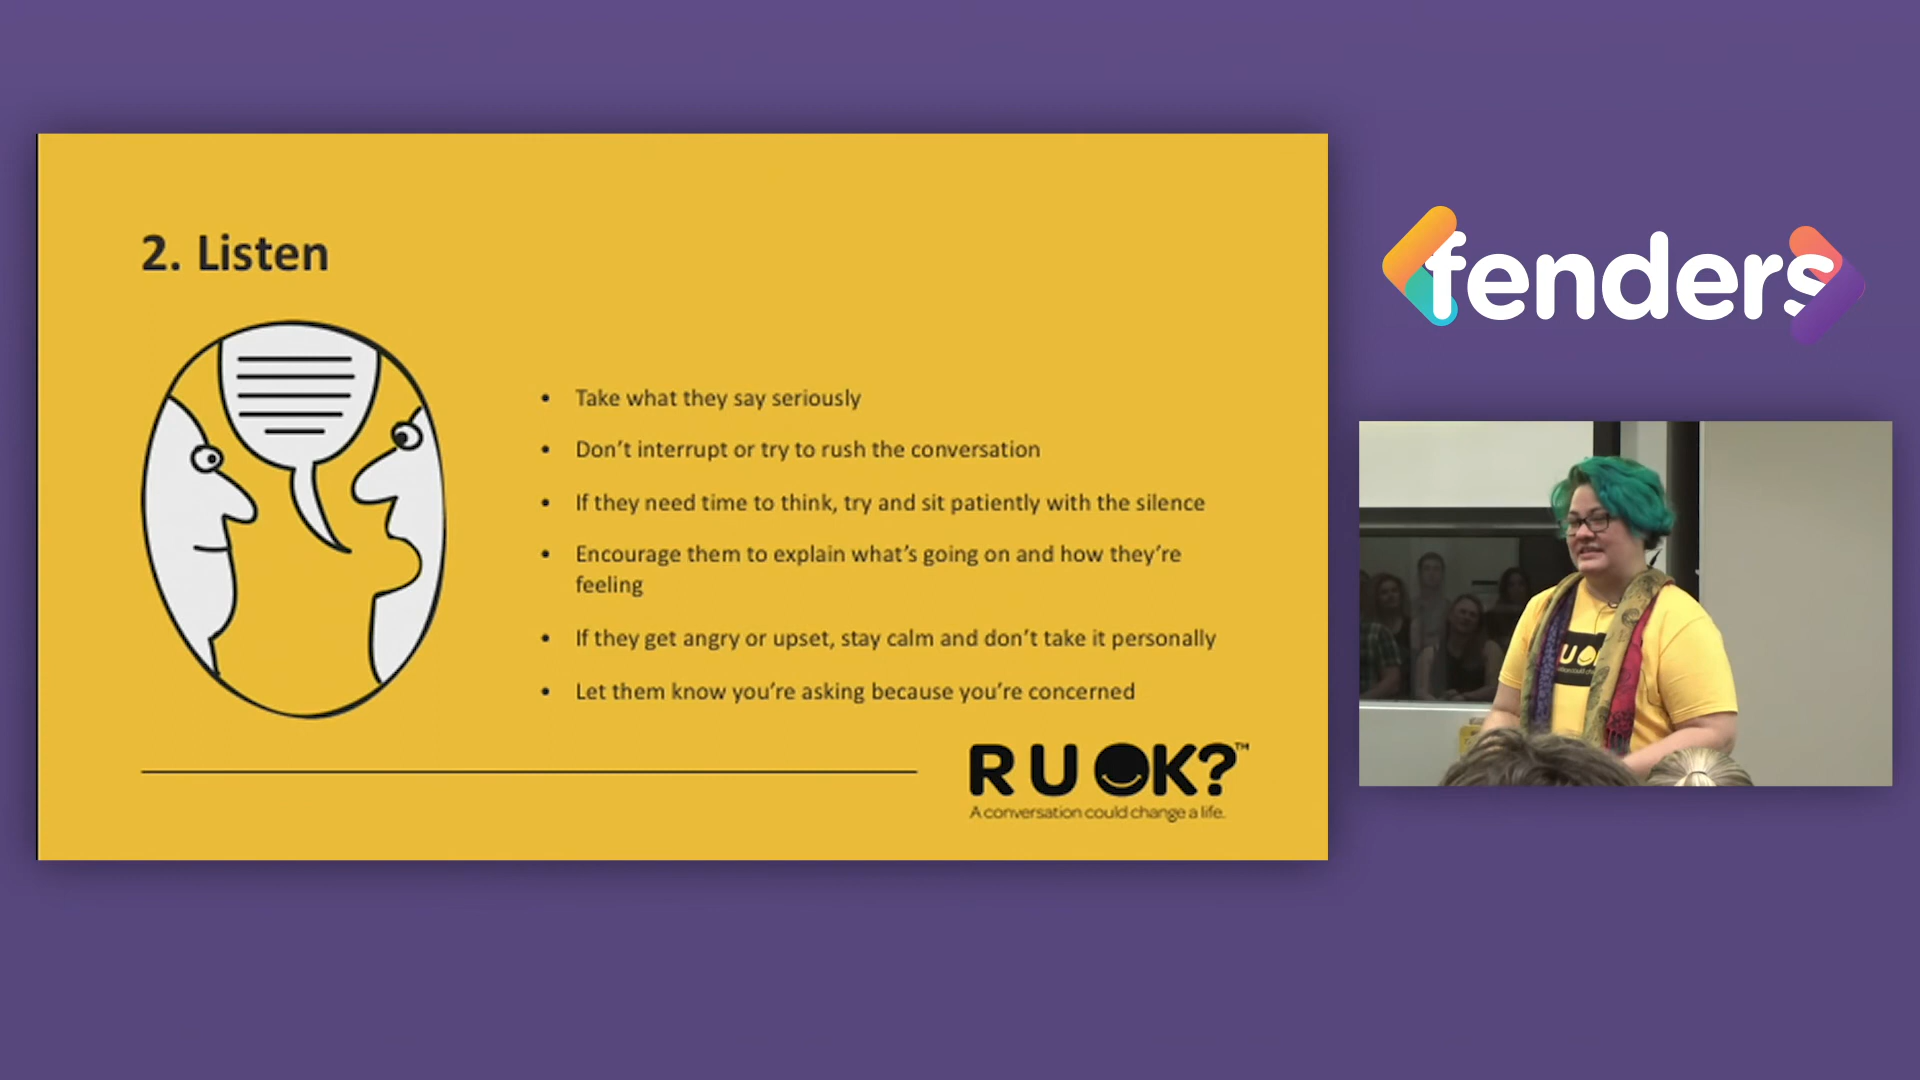 2. Listen
• Take what they say seriously
• Don't interrupt or try to rush the conversation
• If they need time to think, try and sit patiently with the silence
• Encourage them to explain what's going on and how they're
feeling
• If they get angry or upset, stay calm and don't take it personally
• Let them know you're asking because you're concerned
R U OK?™
A conversation could change a life.
fenders